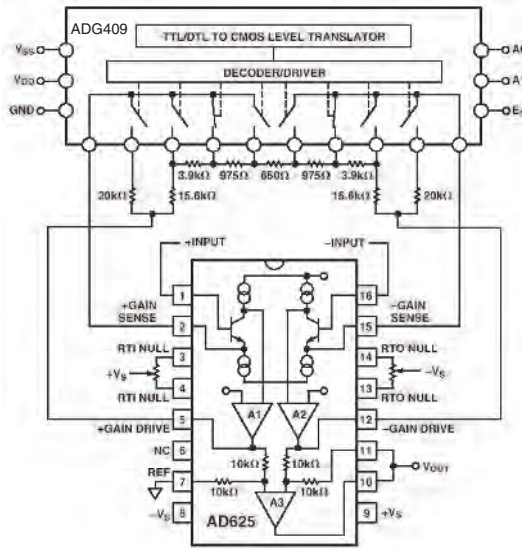 ADG409
TTL/DTL TO CMOS LEVEL TRANSLATOR
DECODER/DRIVER
VSS
VDD
GND
3.9kΩ 975Ω 650Ω 975Ω 3.9kΩ
20kΩ 15.6kΩ 15.6kΩ 20kΩ
+INPUT –INPUT
1 16
+GAIN SENSE –GAIN SENSE
2 15
RTI NULL RTO NULL
3 14
+VS –VS
4 13
RTI NULL RTO NULL
A1 A2
5 12
+GAIN DRIVE –GAIN DRIVE
NC 6 10kΩ 10kΩ 11
VOUT
REF 7 10kΩ 10kΩ 10
A3
–VS 8 AD625 9 +VS